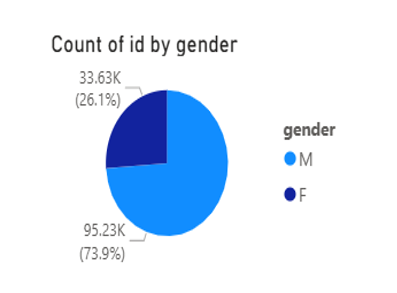 Count of id by gender
33.63K
(26.1%)
gender
M
F
95.23K
(73.9%)